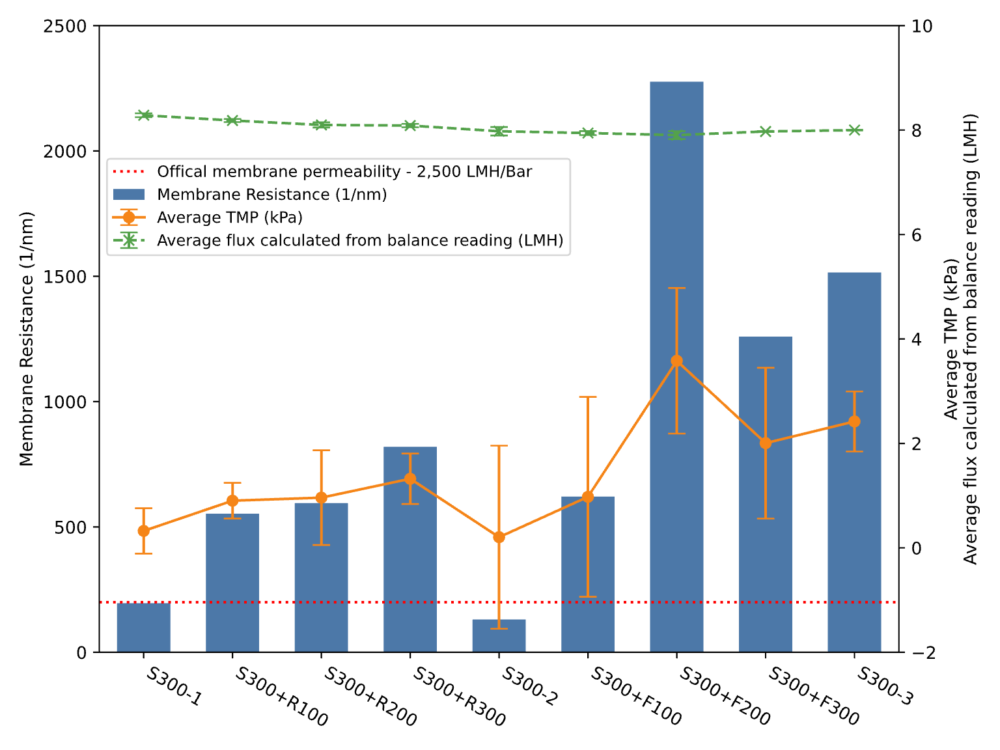 2500
2000
1500
1000
500
0
Membrane Resistance (1/nm)
Offical membrane permeability - 2,500 LMH/Bar
Membrane Resistance (1/nm)
Average TMP (kPa)
Average flux calculated from balance reading (LMH)
10
8
6
4
2
0
−2
Average TMP (kPa)
Average flux calculated from balance reading (LMH)
S300-1
S300+R100
S300+R200
S300+R300
S300-2
S300+F100
S300+F200
S300+F300
S300-3